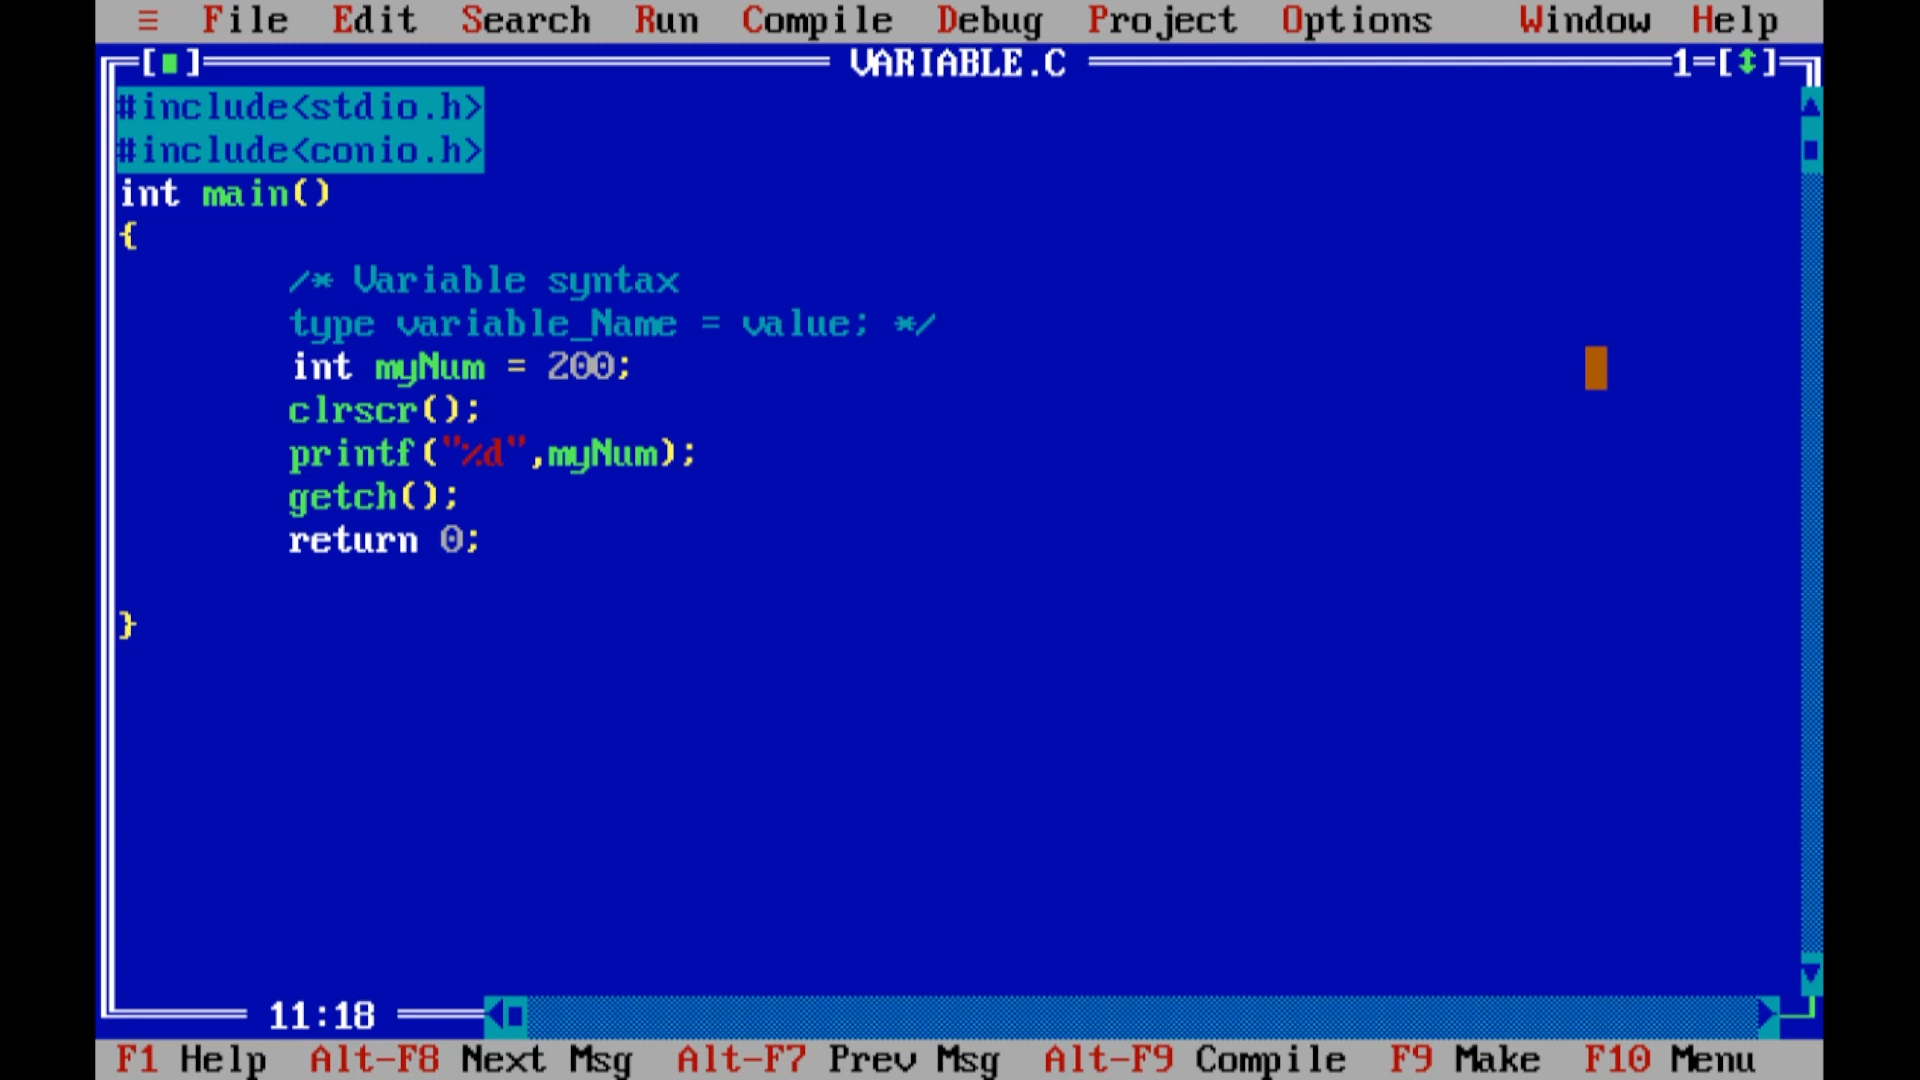 ≡ File Edit Search Run Compile Debug Project Options Window Help
[■] VARIABLE.C 1=[↕]
#include<stdio.h>
#include<conio.h>
int main()
{
/* Variable syntax
type variable_Name = value; */
int myNum = 200;
clrscr();
printf("%d",myNum);
getch();
return 0;
}
11:18
F1 Help Alt-F8 Next Msg Alt-F7 Prev Msg Alt-F9 Compile F9 Make F10 Menu